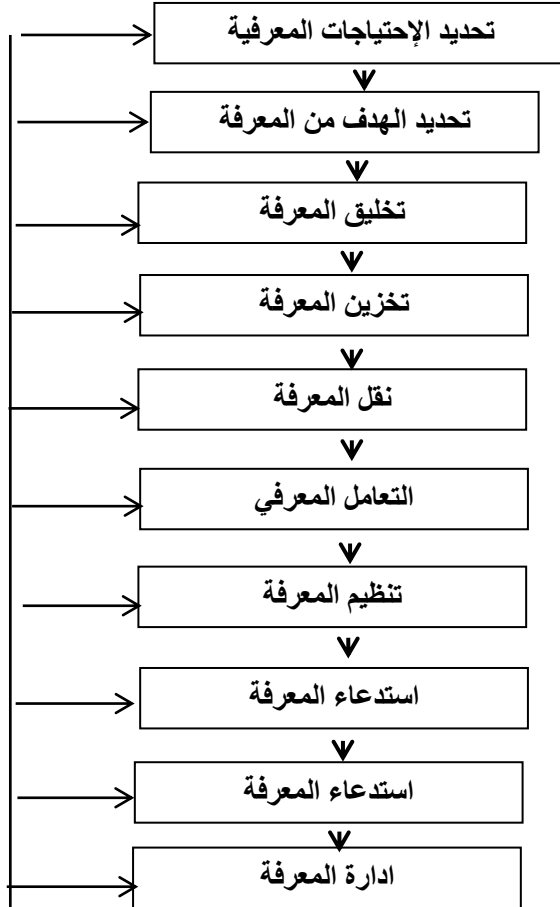 تحديد الإحتياجات المعرفية
تحديد الهدف من المعرفة
تخليق المعرفة
تخزين المعرفة
نقل المعرفة
التعامل المعرفي
تنظيم المعرفة
استدعاء المعرفة
استدعاء المعرفة
ادارة المعرفة